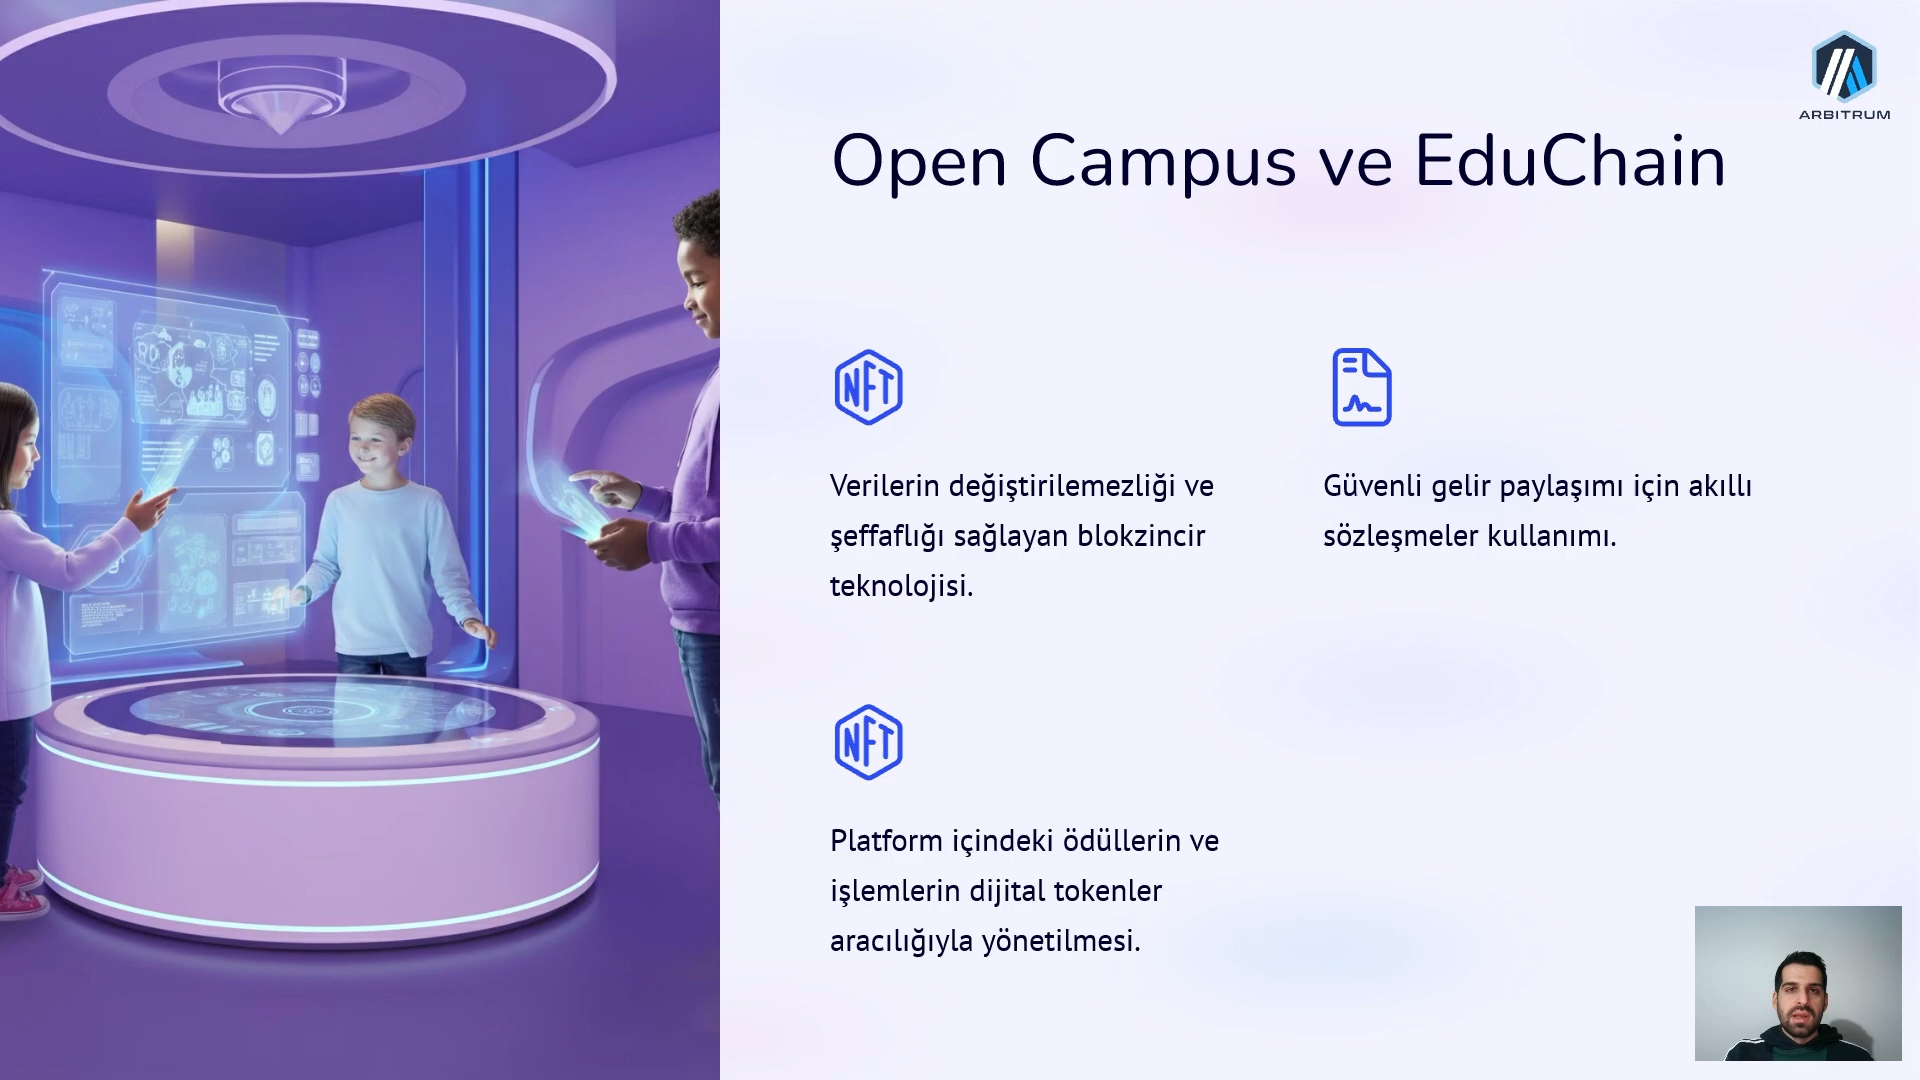 ARBITRUM
Open Campus ve EduChain
NFT
Verilerin değiştirilemezliği ve
şeffaflığı sağlayan blokzincir
teknolojisi.
Güvenli gelir paylaşımı için akıllı
sözleşmeler kullanımı.
NFT
Platform içindeki ödüllerin ve
işlemlerin dijital tokenler
aracılığıyla yönetilmesi.